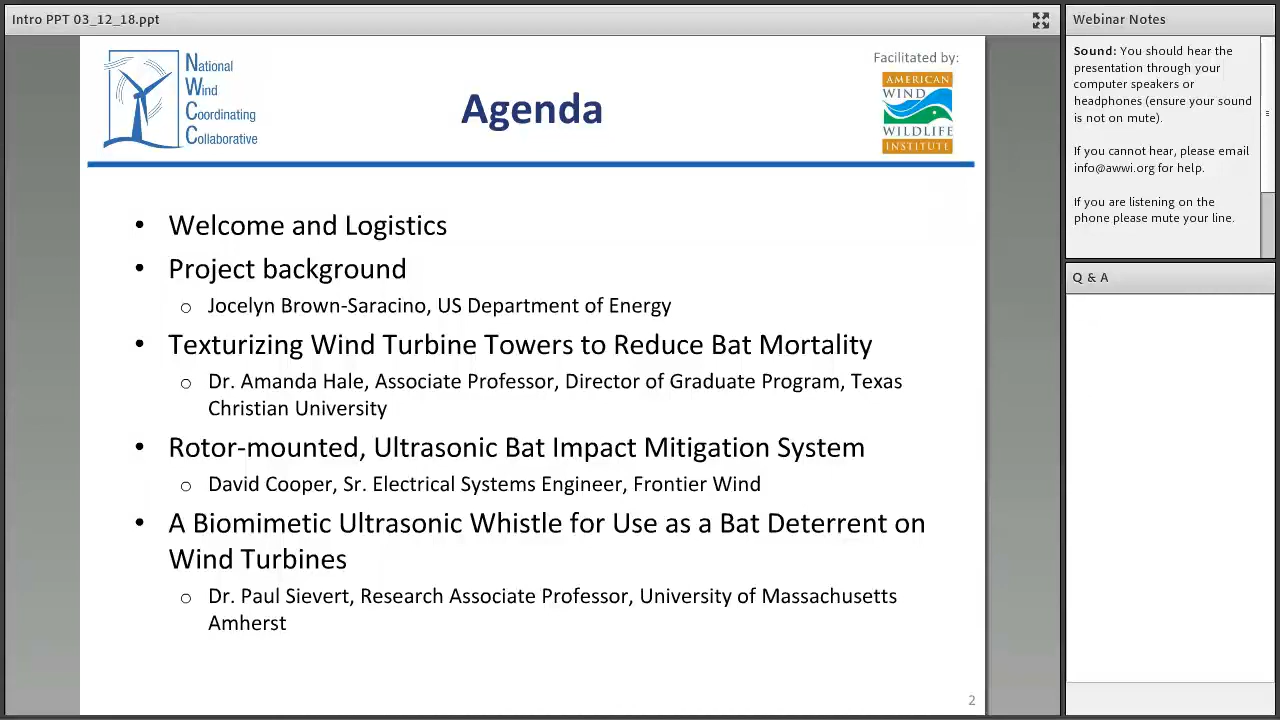 Intro PPT 03_12_18.ppt
National
Wind
Coordinating
Collaborative
Agenda
Facilitated by:
AMERICAN
WIND
WILDLIFE
INSTITUTE
• Welcome and Logistics
• Project background
o Jocelyn Brown-Saracino, US Department of Energy
• Texturizing Wind Turbine Towers to Reduce Bat Mortality
o Dr. Amanda Hale, Associate Professor, Director of Graduate Program, Texas
Christian University
• Rotor-mounted, Ultrasonic Bat Impact Mitigation System
o David Cooper, Sr. Electrical Systems Engineer, Frontier Wind
• A Biomimetic Ultrasonic Whistle for Use as a Bat Deterrent on
Wind Turbines
o Dr. Paul Sievert, Research Associate Professor, University of Massachusetts
Amherst
2
Webinar Notes
Sound: You should hear the
presentation through your
computer speakers or
headphones (ensure your sound
is not on mute).
If you cannot hear, please email
info@awwi.org for help.
If you are listening on the
phone please mute your line.
Q & A